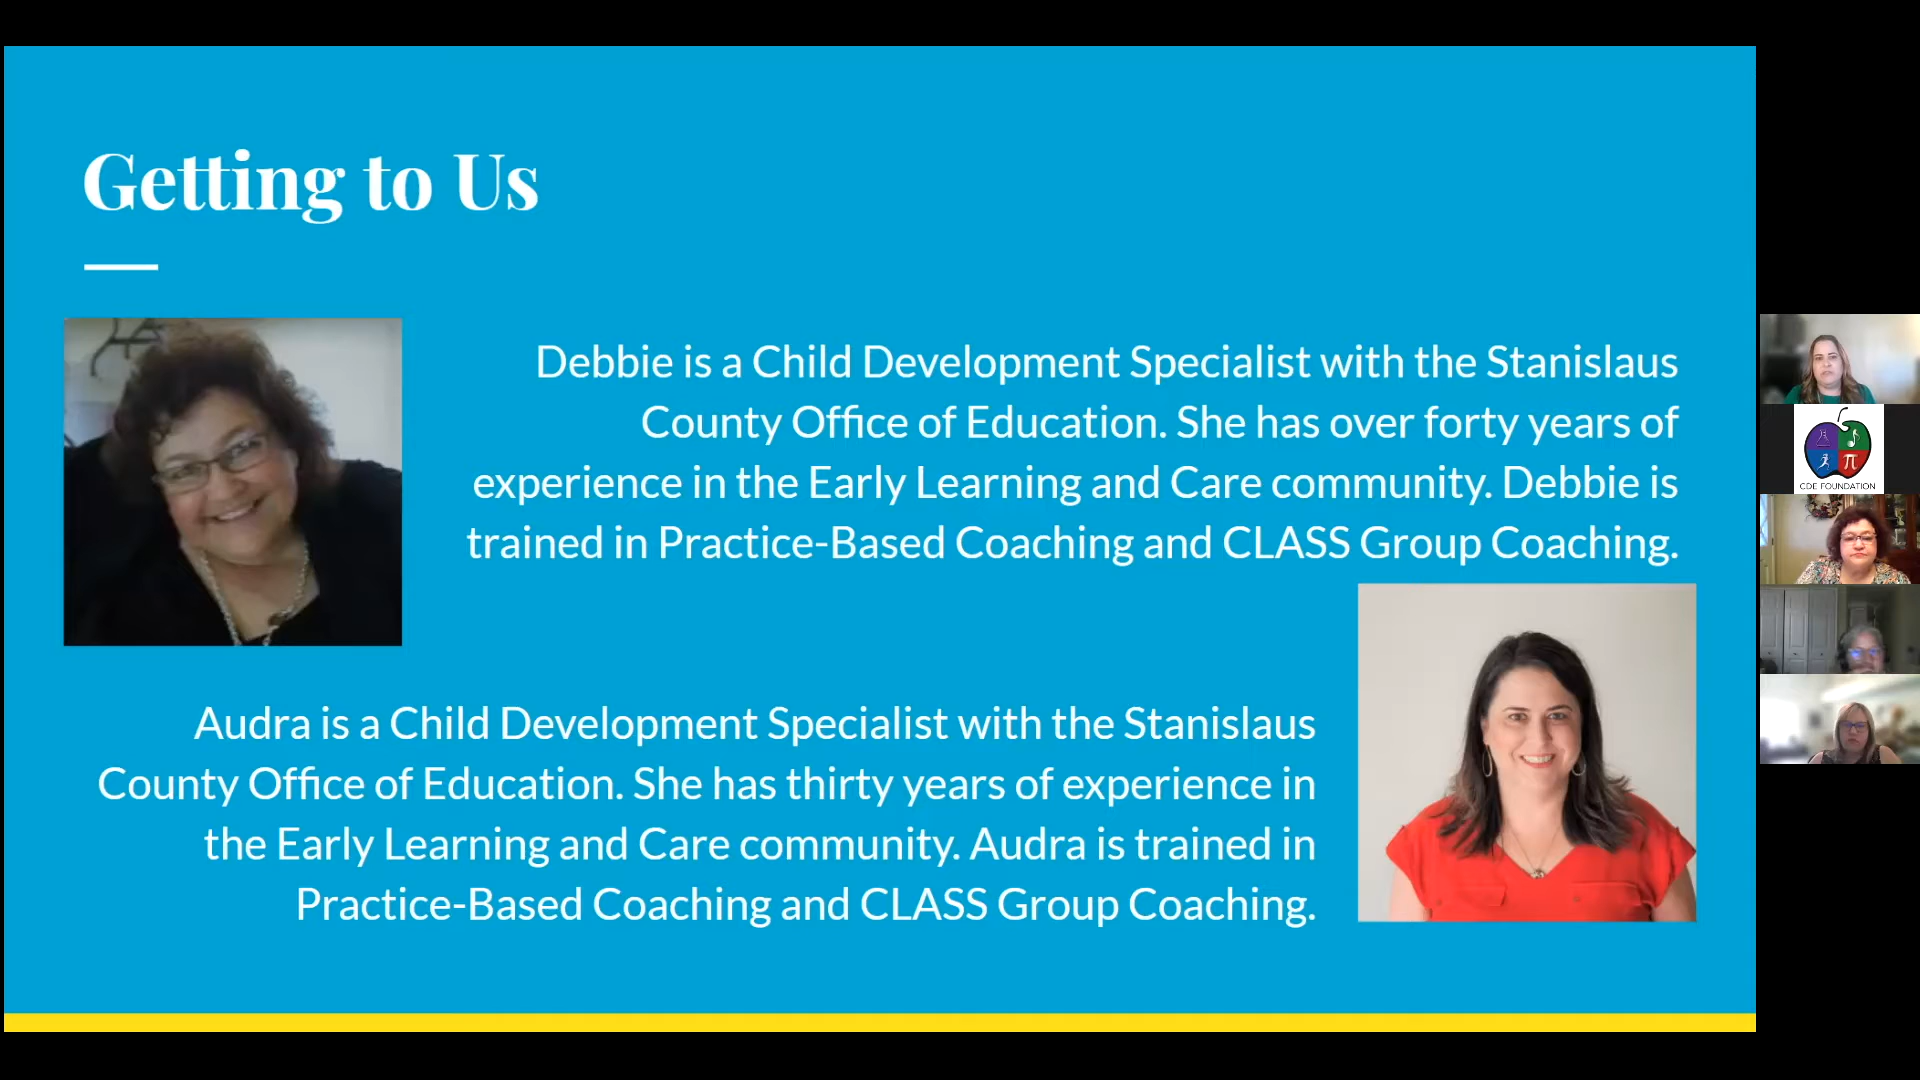 Getting to Us
Debbie is a Child Development Specialist with the Stanislaus
County Office of Education. She has over forty years of
experience in the Early Learning and Care community. Debbie is
trained in Practice-Based Coaching and CLASS Group Coaching.
Audra is a Child Development Specialist with the Stanislaus
County Office of Education. She has thirty years of experience in
the Early Learning and Care community. Audra is trained in
Practice-Based Coaching and CLASS Group Coaching.
π
CDE FOUNDATION